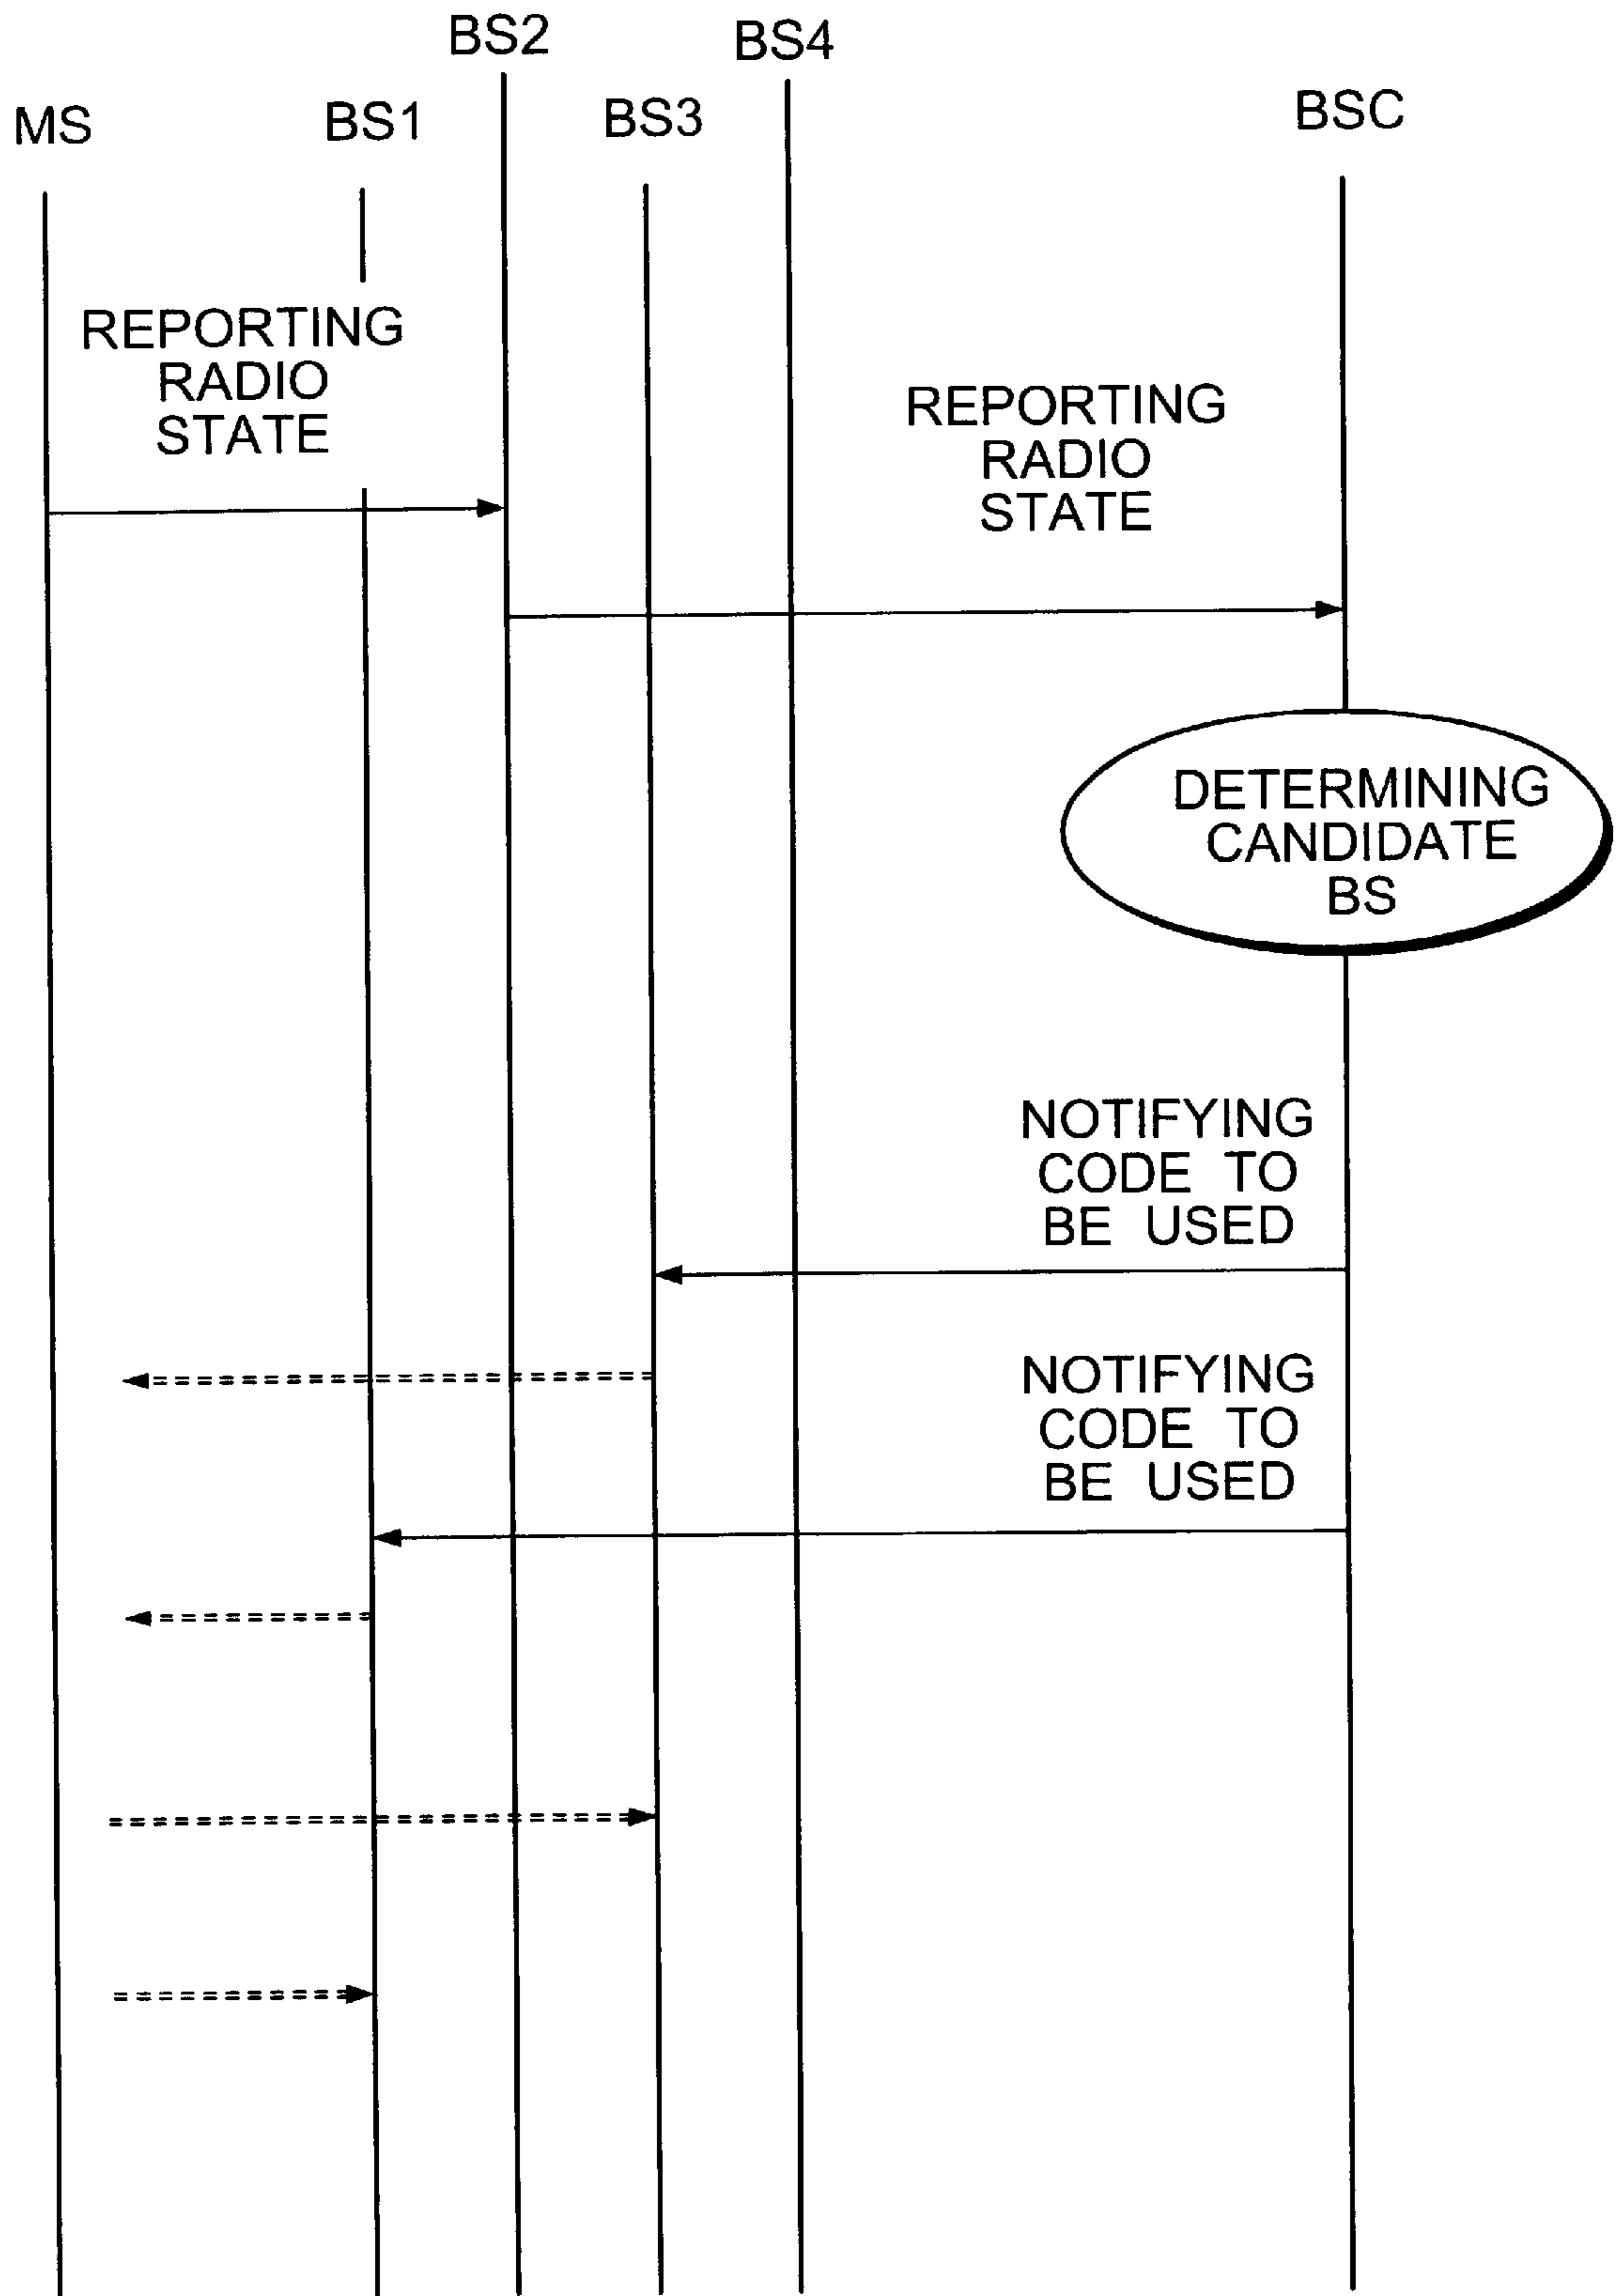 BS2
BS4
MS
BS1
BS3
BSC
REPORTING
RADIO
STATE
REPORTING
RADIO
STATE
DETERMINING
CANDIDATE
BS
NOTIFYING
CODE TO
BE USED
NOTIFYING
CODE TO
BE USED